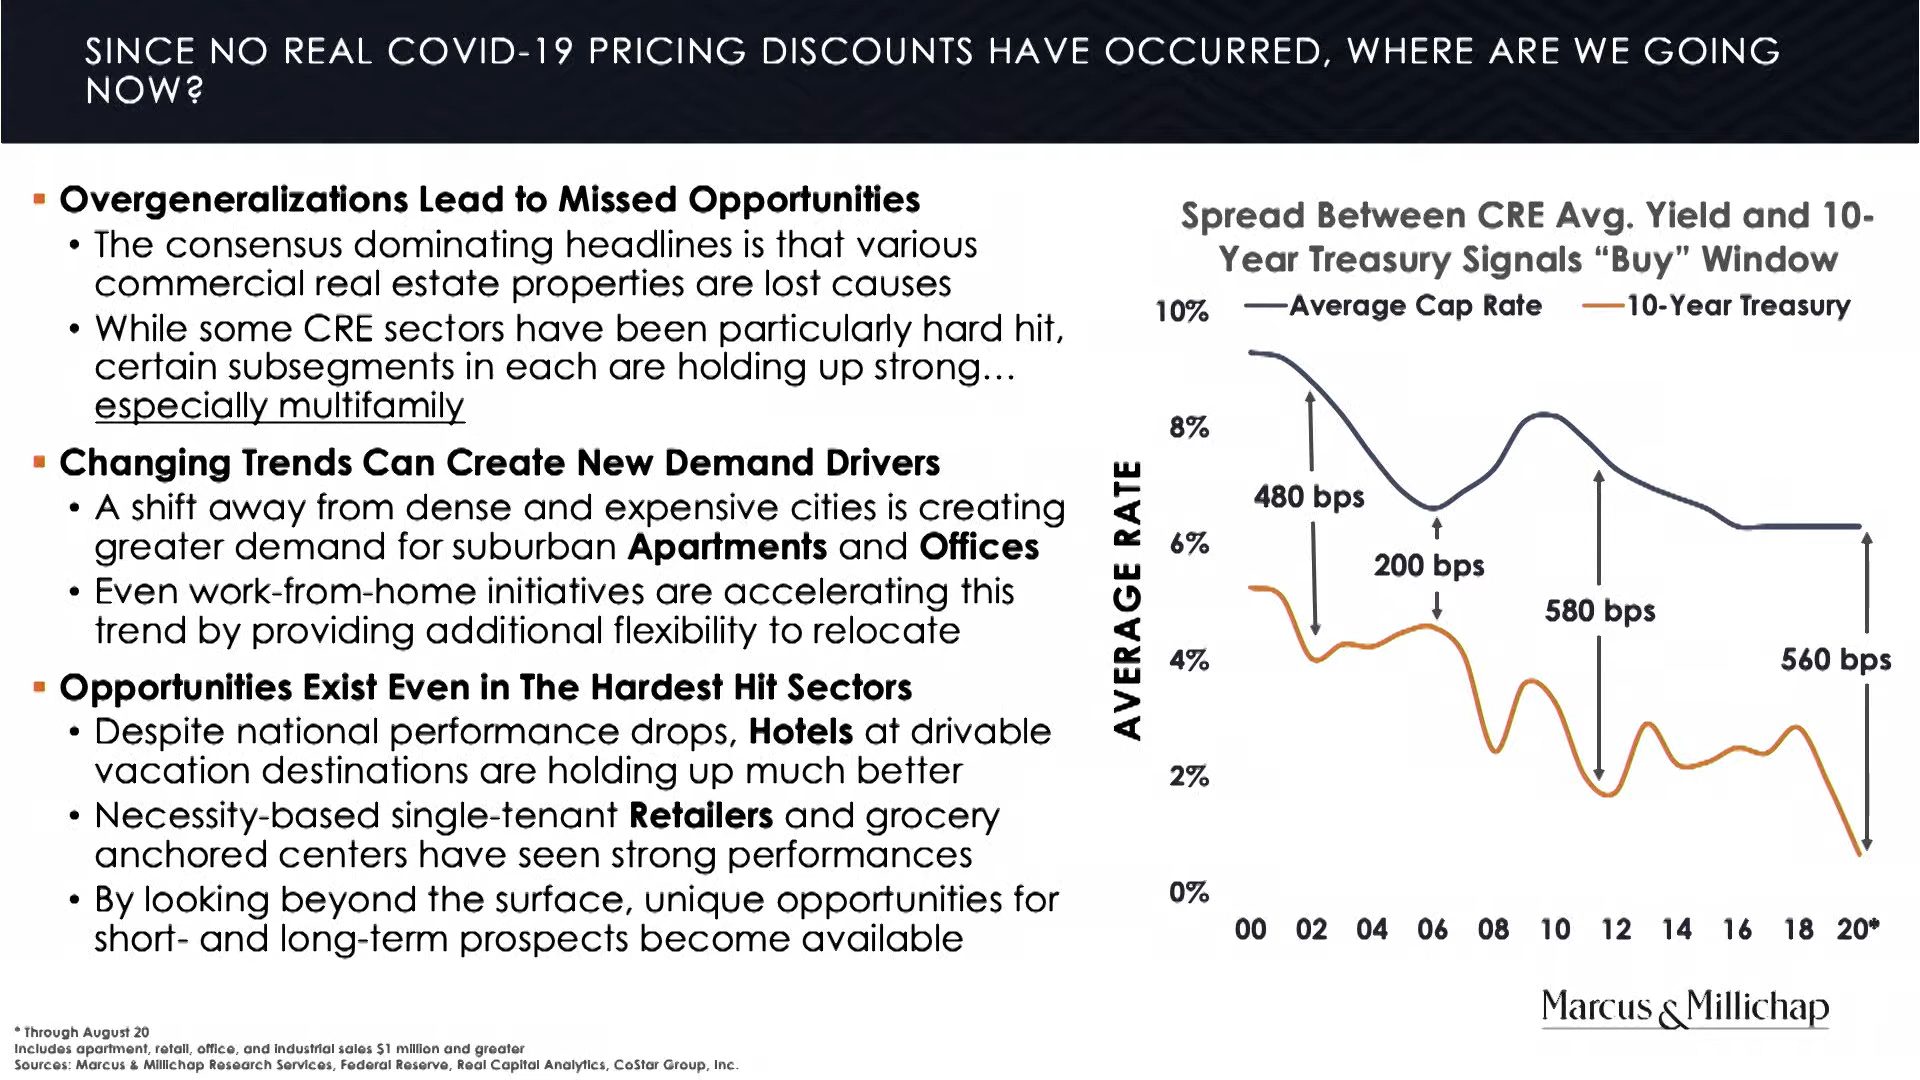 SINCE NO REAL COVID-19 PRICING DISCOUNTS HAVE OCCURRED, WHERE ARE WE GOING
NOW?
▪ Overgeneralizations Lead to Missed Opportunities
• The consensus dominating headlines is that various
commercial real estate properties are lost causes
• While some CRE sectors have been particularly hard hit,
certain subsegments in each are holding up strong…
especially multifamily
▪ Changing Trends Can Create New Demand Drivers
• A shift away from dense and expensive cities is creating
greater demand for suburban Apartments and Offices
• Even work-from-home initiatives are accelerating this
trend by providing additional flexibility to relocate
▪ Opportunities Exist Even in The Hardest Hit Sectors
• Despite national performance drops, Hotels at drivable
vacation destinations are holding up much better
• Necessity-based single-tenant Retailers and grocery
anchored centers have seen strong performances
• By looking beyond the surface, unique opportunities for
short- and long-term prospects become available
Spread Between CRE Avg. Yield and 10-
Year Treasury Signals “Buy” Window
Average Cap Rate 10-Year Treasury
AVERAGE RATE
10%
8%
6%
4%
2%
0%
480 bps
200 bps
580 bps
560 bps
00 02 04 06 08 10 12 14 16 18 20*
Marcus & Millichap
* Through August 20
Includes apartment, retail, office, and industrial sales $1 million and greater
Sources: Marcus & Millichap Research Services, Federal Reserve, Real Capital Analytics, CoStar Group, Inc.